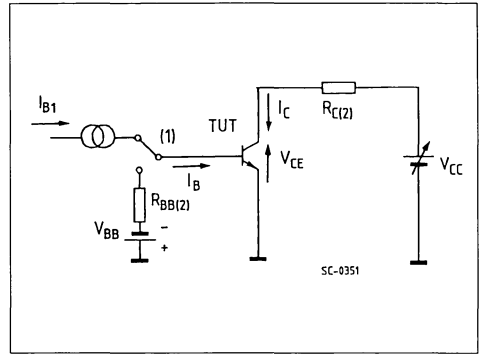 I_B1
(1)
TUT
I_C
R_C(2)
V_CE
V_CC
I_B
R_BB(2)
V_BB
-
+
SC-0351